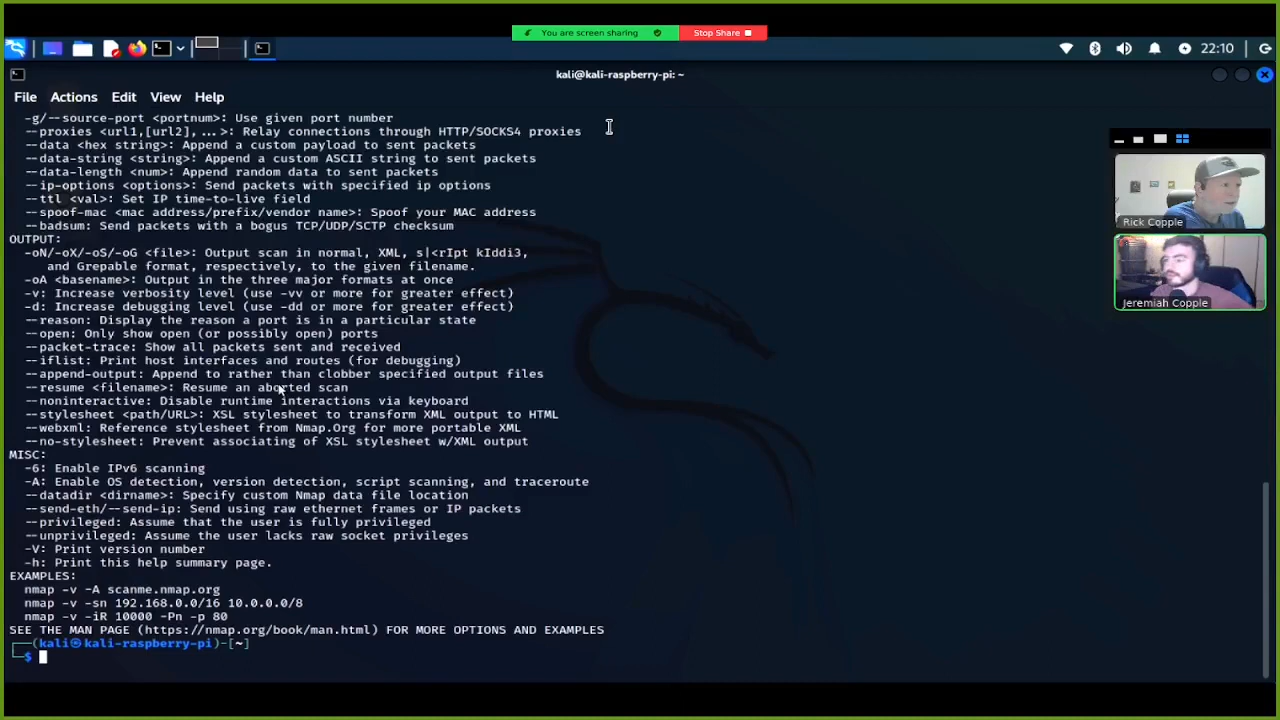 You are screen sharing
Stop Share
22:10
kali@kali-raspberry-pi: ~
File Actions Edit View Help
-g/--source-port <portnum>: Use given port number
--proxies <url1,[url2],...>: Relay connections through HTTP/SOCKS4 proxies
--data <hex string>: Append a custom payload to sent packets
--data-string <string>: Append a custom ASCII string to sent packets
--data-length <num>: Append random data to sent packets
--ip-options <options>: Send packets with specified ip options
--ttl <val>: Set IP time-to-live field
--spoof-mac <mac address/prefix/vendor name>: Spoof your MAC address
--badsum: Send packets with a bogus TCP/UDP/SCTP checksum
OUTPUT:
-oN/-oX/-oS/-oG <file>: Output scan in normal, XML, s|<rIpt kIddi3,
and Grepable format, respectively, to the given filename.
-oA <basename>: Output in the three major formats at once
-v: Increase verbosity level (use -vv or more for greater effect)
-d: Increase debugging level (use -dd or more for greater effect)
--reason: Display the reason a port is in a particular state
--open: Only show open (or possibly open) ports
--packet-trace: Show all packets sent and received
--iflist: Print host interfaces and routes (for debugging)
--append-output: Append to rather than clobber specified output files
--resume <filename>: Resume an aborted scan
--noninteractive: Disable runtime interactions via keyboard
--stylesheet <path/URL>: XSL stylesheet to transform XML output to HTML
--webxml: Reference stylesheet from Nmap.Org for more portable XML
--no-stylesheet: Prevent associating of XSL stylesheet w/XML output
MISC:
-6: Enable IPv6 scanning
-A: Enable OS detection, version detection, script scanning, and traceroute
--datadir <dirname>: Specify custom Nmap data file location
--send-eth/--send-ip: Send using raw ethernet frames or IP packets
--privileged: Assume that the user is fully privileged
--unprivileged: Assume the user lacks raw socket privileges
-V: Print version number
-h: Print this help summary page.
EXAMPLES:
nmap -v -A scanme.nmap.org
nmap -v -sn 192.168.0.0/16 10.0.0.0/8
nmap -v -iR 10000 -Pn -p 80
SEE THE MAN PAGE (https://nmap.org/book/man.html) FOR MORE OPTIONS AND EXAMPLES
┌──(kali㉿kali-raspberry-pi)-[~]
└─$
Rick Copple
Jeremiah Copple